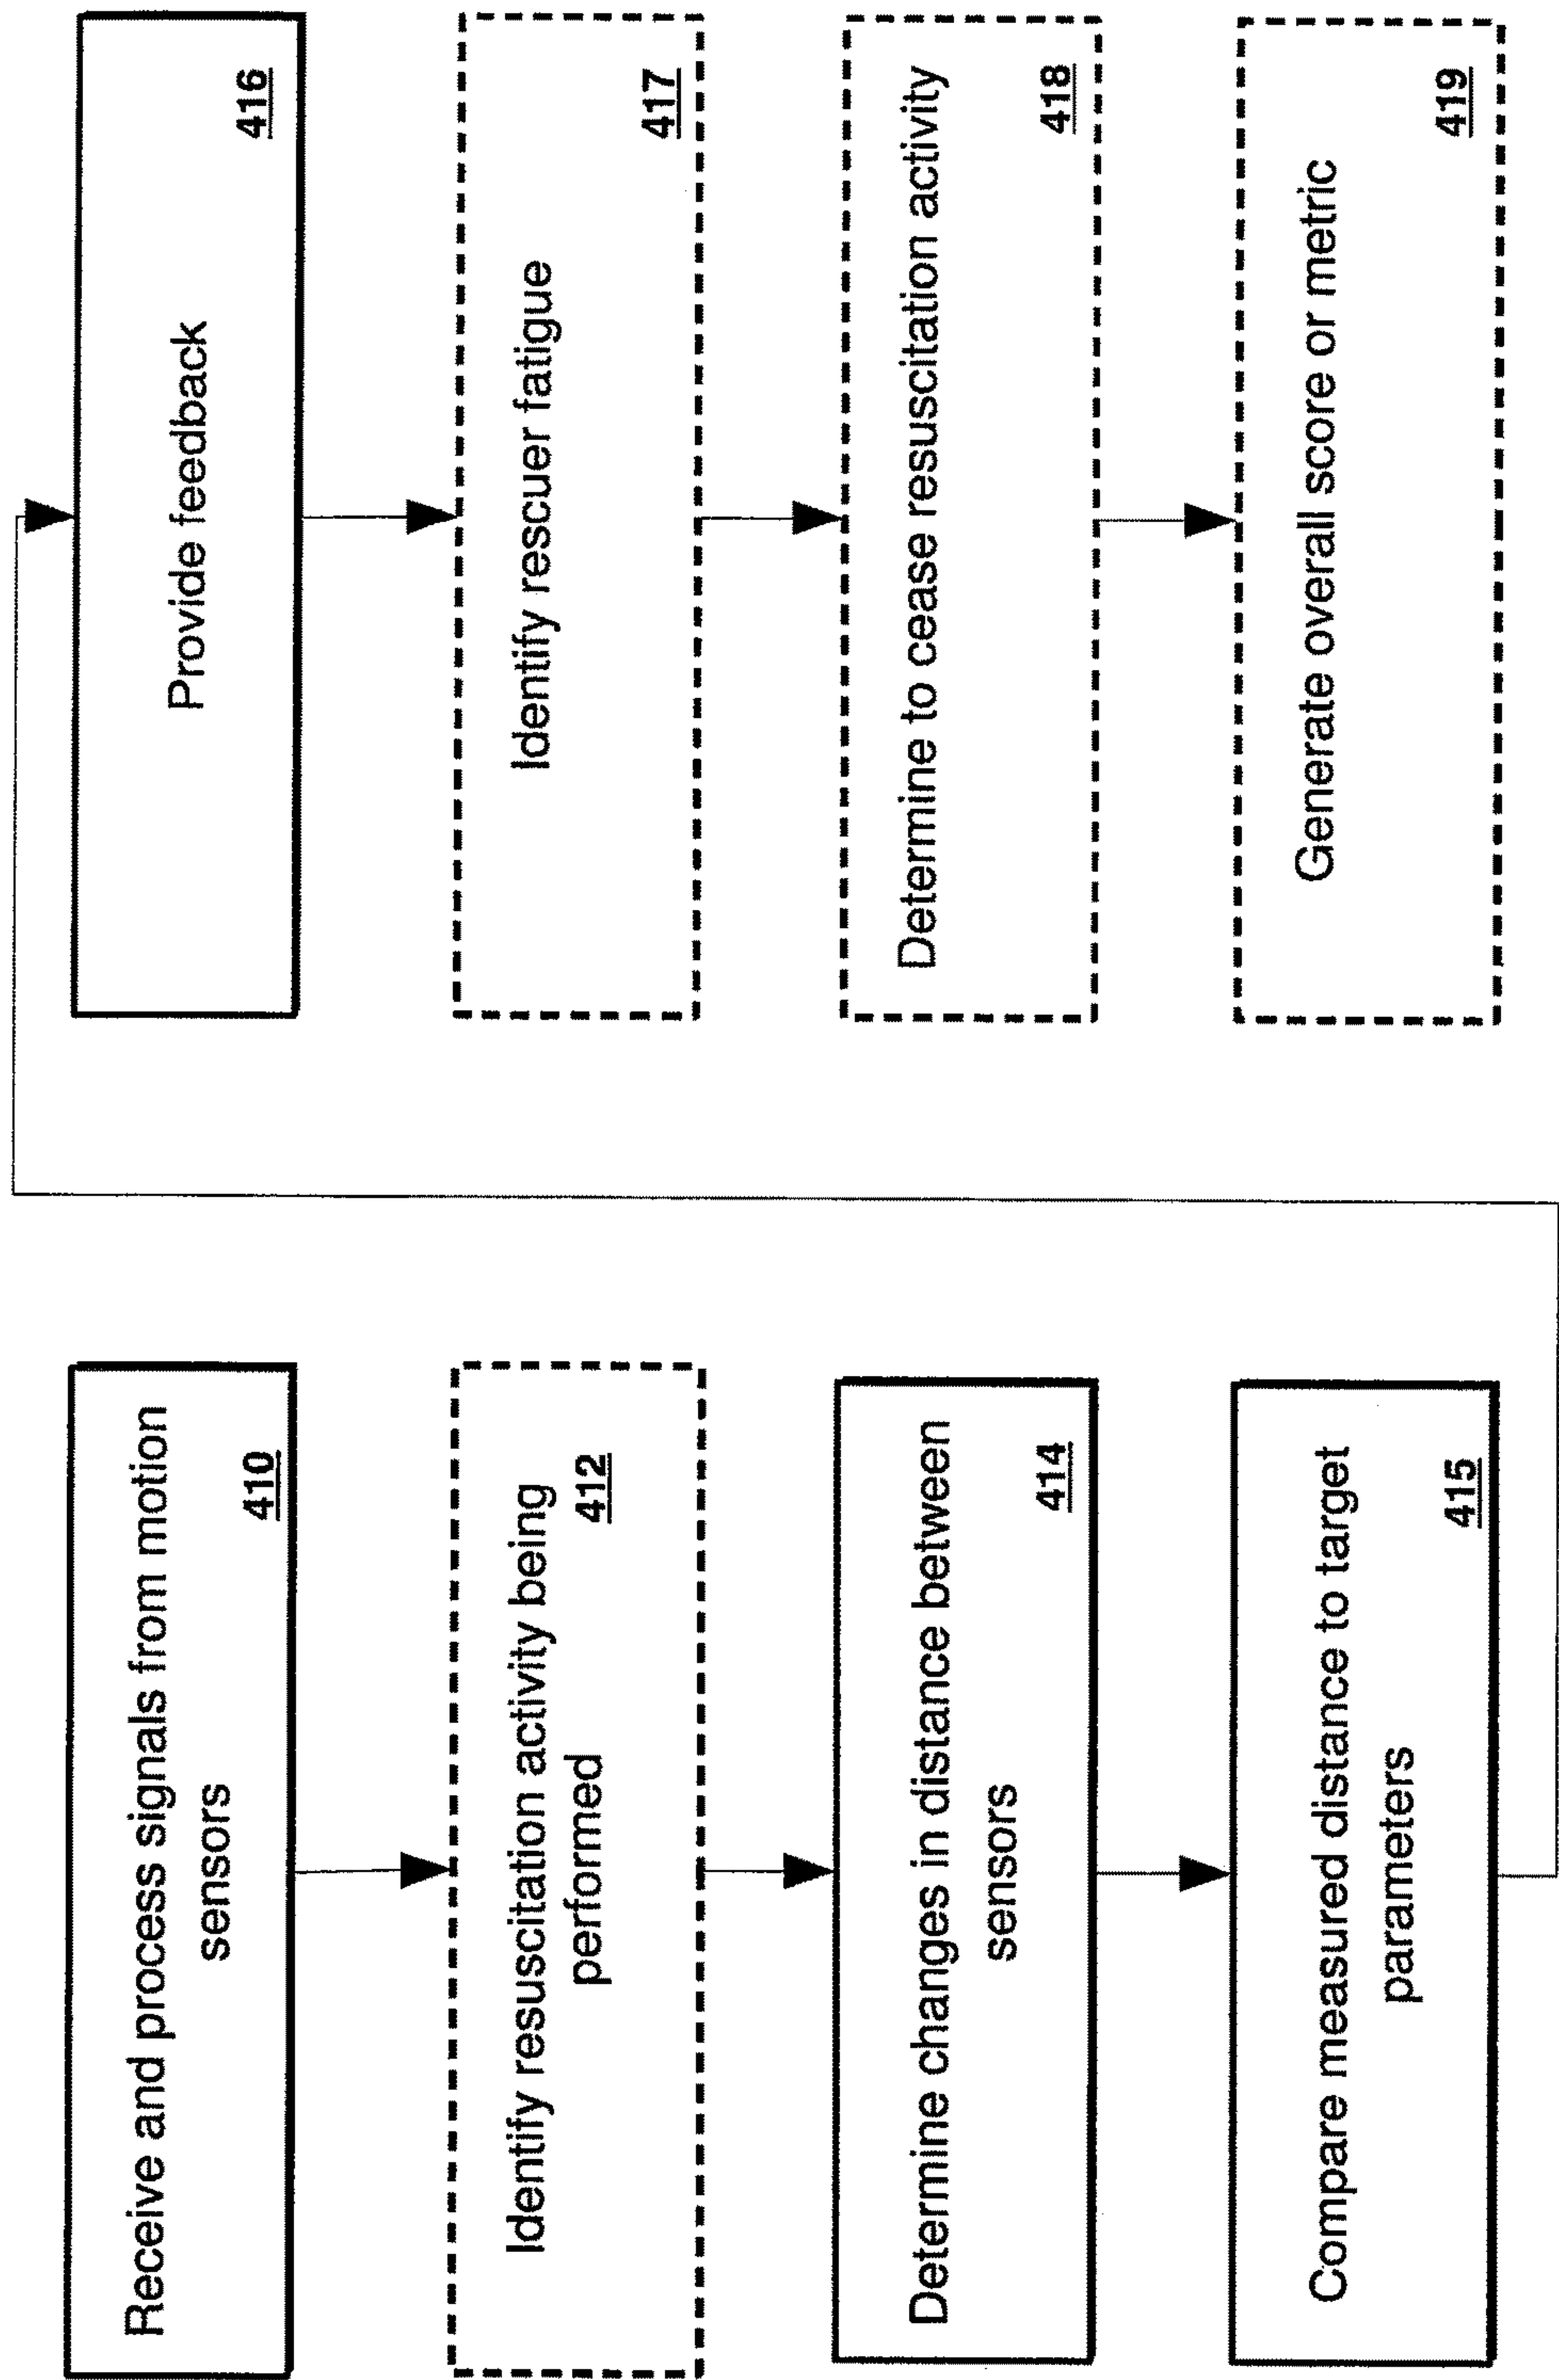 Receive and process signals from motion
sensors
410
Identify resuscitation activity being
performed
412
Determine changes in distance between
sensors
414
Compare measured distance to target
parameters
415
Provide feedback
416
Identify rescuer fatigue
417
Determine to cease resuscitation activity
418
Generate overall score or metric
419